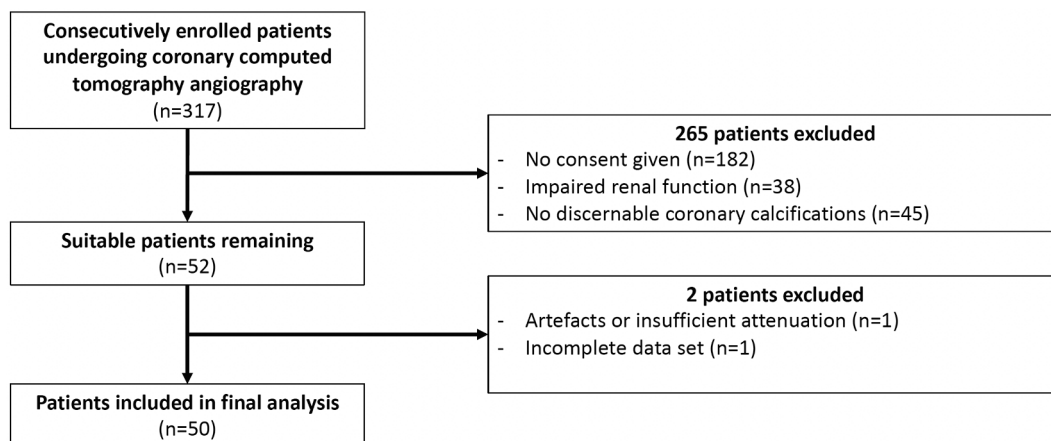 Consecutively enrolled patients
undergoing coronary computed
tomography angiography
(n=317)
265 patients excluded
- No consent given (n=182)
- Impaired renal function (n=38)
- No discernable coronary calcifications (n=45)
Suitable patients remaining
(n=52)
2 patients excluded
- Artefacts or insufficient attenuation (n=1)
- Incomplete data set (n=1)
Patients included in final analysis
(n=50)